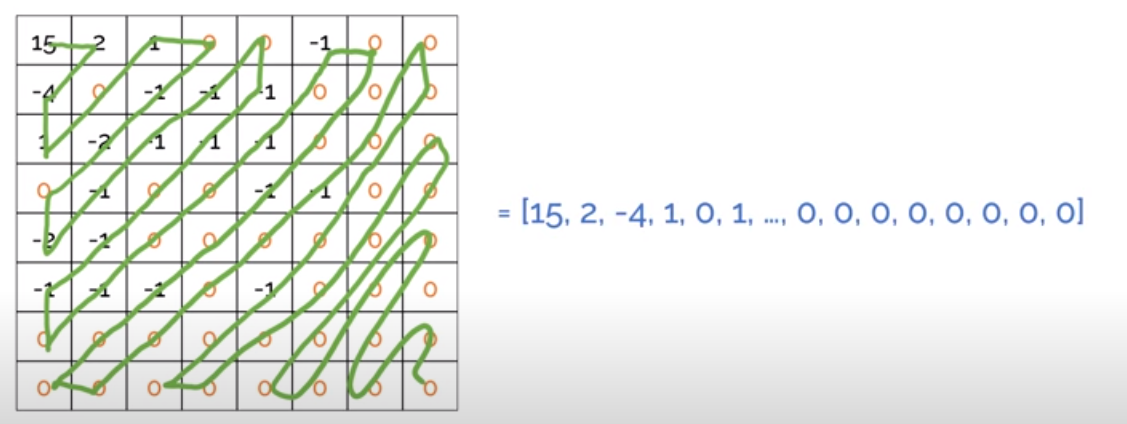 15 2 1 0 0 -1 0 0
-4 0 -1 -1 -1 0 0 0
1 -2 -1 -1 -1 0 0 0
0 -1 0 0 -1 -1 0 0
-2 -1 0 0 0 0 0 0
-1 -1 -1 0 -1 0 0 0
0 0 0 0 0 0 0 0
0 0 0 0 0 0 0 0
= [15, 2, -4, 1, 0, 1, ..., 0, 0, 0, 0, 0, 0, 0, 0]